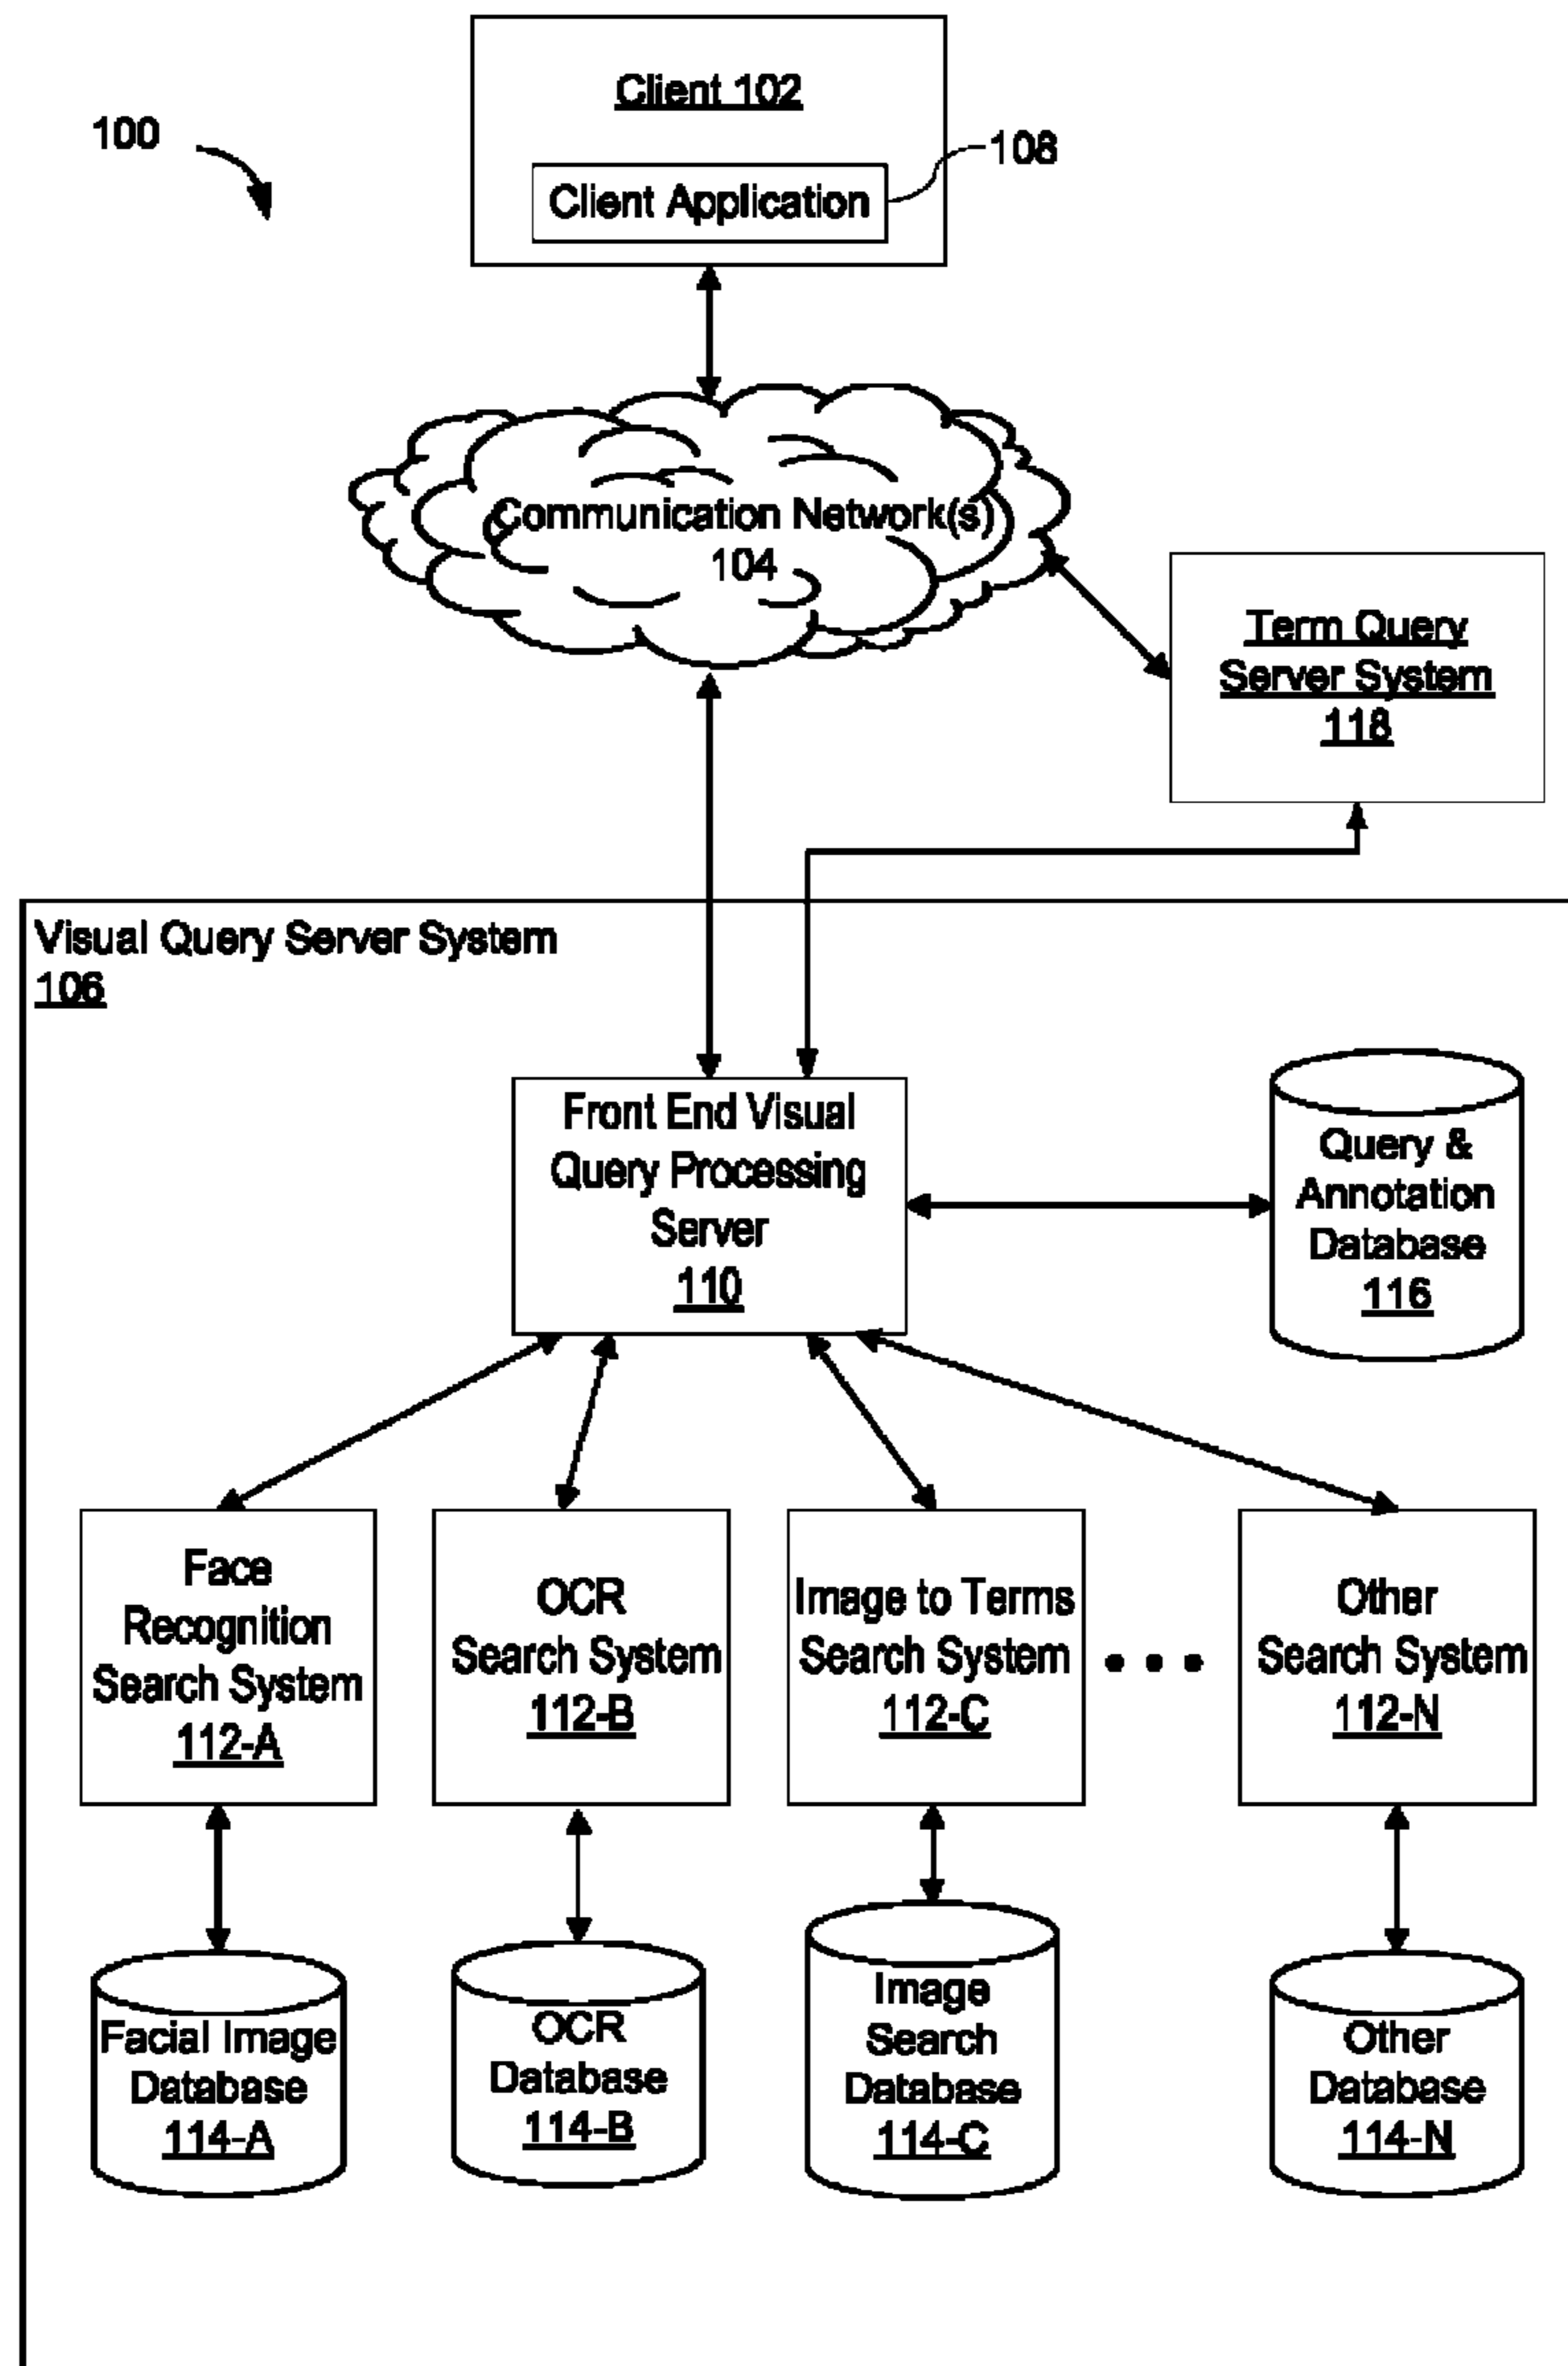 100
Client 102
108
Client Application
Communication Network(s)
104
Term Query
Server System
118
Visual Query Server System
106
Front End Visual
Query Processing
Server
110
Query &
Annotation
Database
116
Face
Recognition
Search System
112-A
OCR
Search System
112-B
Image to Terms
Search System
112-C
Other
Search System
112-N
Facial Image
Database
114-A
OCR
Database
114-B
Image
Search
Database
114-C
Other
Database
114-N